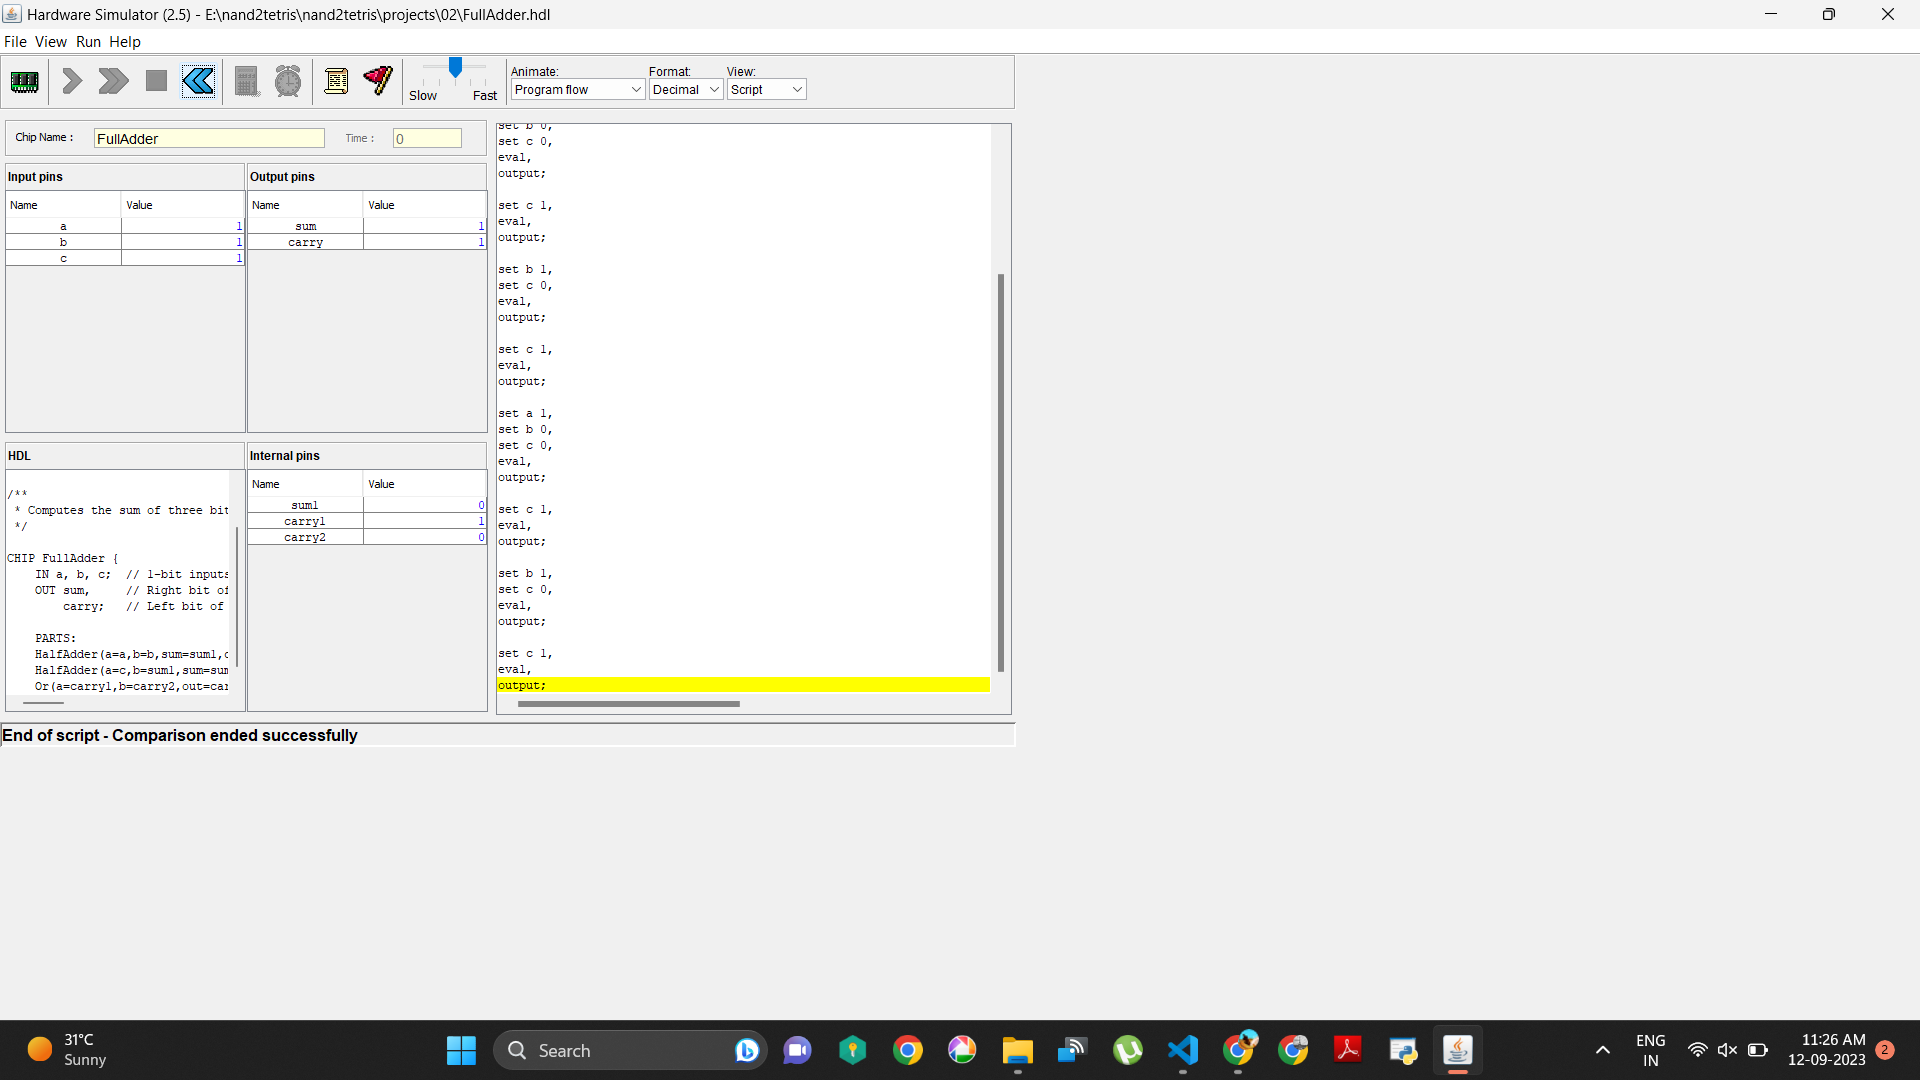 Hardware Simulator (2.5) - E:\nand2tetris\nand2tetris\projects\02\FullAdder.hdl
File View Run Help
Slow Fast
Animate:
Program flow
Format:
Decimal
View:
Script
Chip Name :
FullAdder
Time :
0
Input pins
Name Value
a 1
b 1
c 1
Output pins
Name Value
sum 1
carry 1
HDL
/**
* Computes the sum of three bit
*/
CHIP FullAdder {
IN a, b, c; // 1-bit inputs
OUT sum, // Right bit of
carry; // Left bit of
PARTS:
HalfAdder(a=a,b=b,sum=sum1,c
HalfAdder(a=c,b=sum1,sum=sum
Or(a=carry1,b=carry2,out=car
Internal pins
Name Value
sum1 0
carry1 1
carry2 0
set b 0,
set c 0,
eval,
output;
set c 1,
eval,
output;
set b 1,
set c 0,
eval,
output;
set c 1,
eval,
output;
set a 1,
set b 0,
set c 0,
eval,
output;
set c 1,
eval,
output;
set b 1,
set c 0,
eval,
output;
set c 1,
eval,
output;
End of script - Comparison ended successfully
31°C
Sunny
Search
ENG
IN
11:26 AM
12-09-2023
2